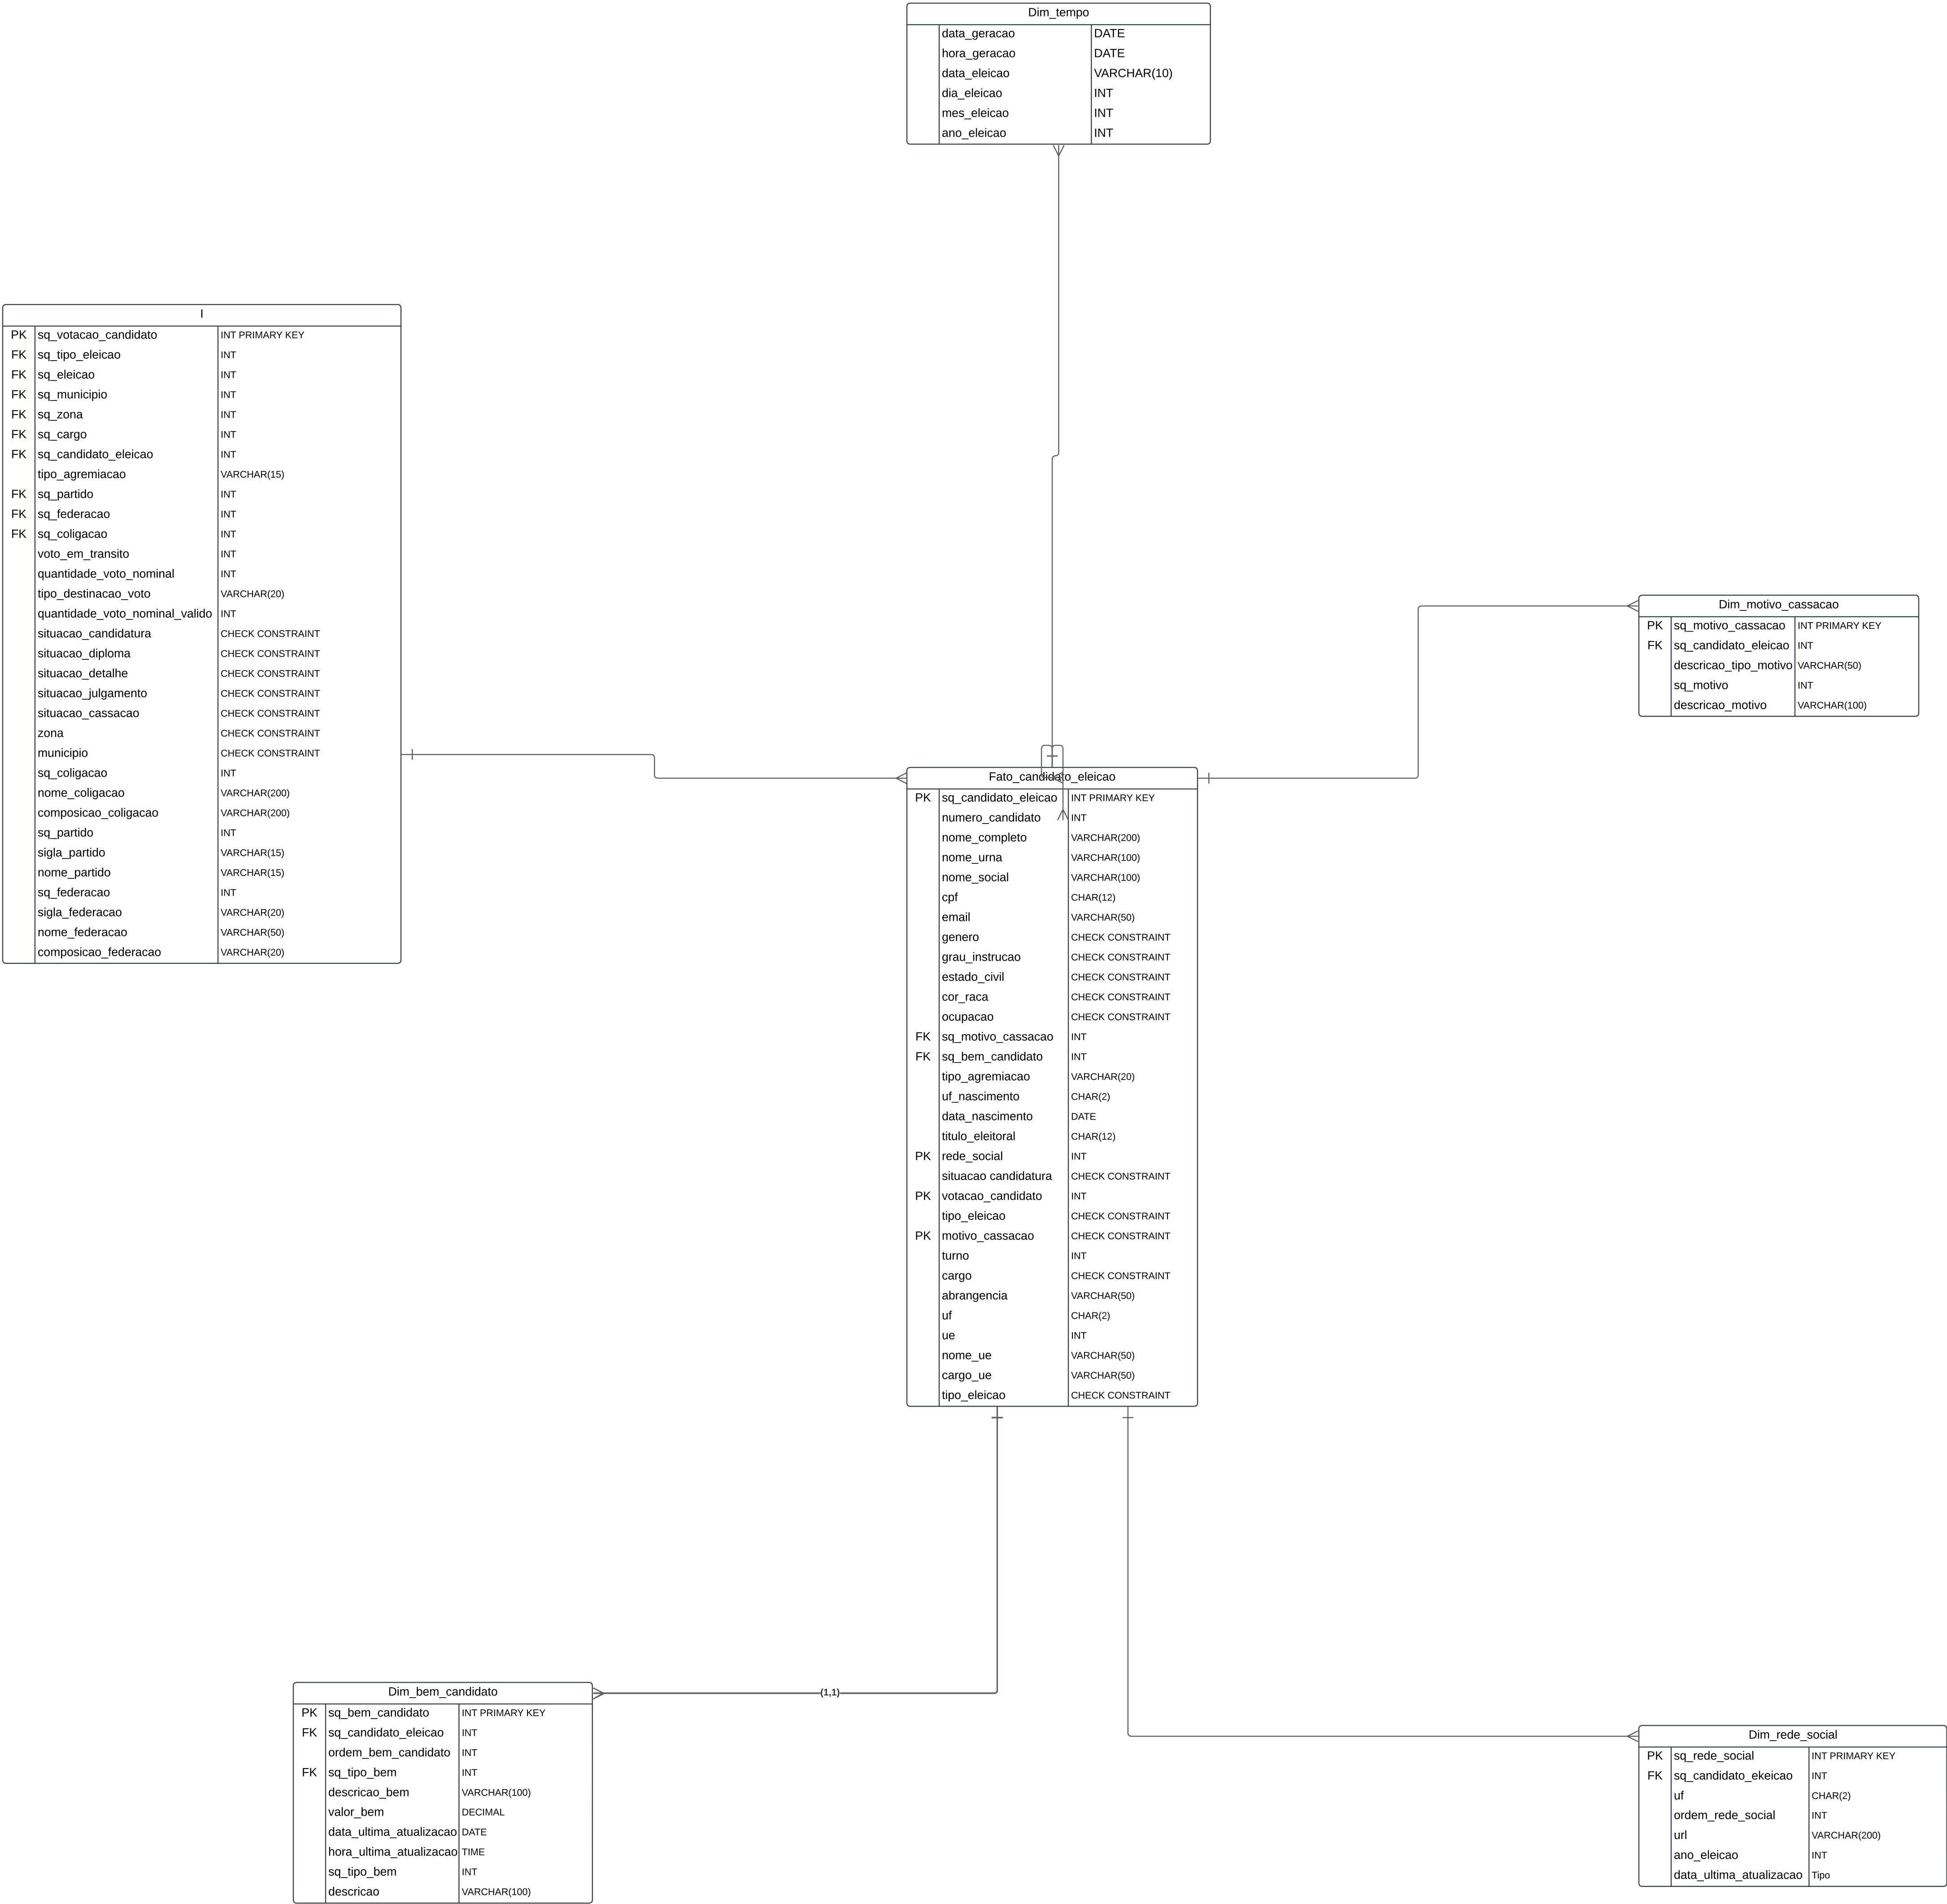 Dim_tempo
data_geracao DATE
hora_geracao DATE
data_eleicao VARCHAR(10)
dia_eleicao INT
mes_eleicao INT
ano_eleicao INT
I
PK sq_votacao_candidato INT PRIMARY KEY
FK sq_tipo_eleicao INT
FK sq_eleicao INT
FK sq_municipio INT
FK sq_zona INT
FK sq_cargo INT
FK sq_candidato_eleicao INT
tipo_agremiacao VARCHAR(15)
FK sq_partido INT
FK sq_federacao INT
FK sq_coligacao INT
voto_em_transito INT
quantidade_voto_nominal INT
tipo_destinacao_voto VARCHAR(20)
quantidade_voto_nominal_valido INT
situacao_candidatura CHECK CONSTRAINT
situacao_diploma CHECK CONSTRAINT
situacao_detalhe CHECK CONSTRAINT
situacao_julgamento CHECK CONSTRAINT
situacao_cassacao CHECK CONSTRAINT
zona CHECK CONSTRAINT
municipio CHECK CONSTRAINT
sq_coligacao INT
nome_coligacao VARCHAR(200)
composicao_coligacao VARCHAR(200)
sq_partido INT
sigla_partido VARCHAR(15)
nome_partido VARCHAR(15)
sq_federacao INT
sigla_federacao VARCHAR(20)
nome_federacao VARCHAR(50)
composicao_federacao VARCHAR(20)
Dim_motivo_cassacao
PK sq_motivo_cassacao INT PRIMARY KEY
FK sq_candidato_eleicao INT
descricao_tipo_motivo VARCHAR(50)
sq_motivo INT
descricao_motivo VARCHAR(100)
Fato_candidato_eleicao
PK sq_candidato_eleicao INT PRIMARY KEY
numero_candidato INT
nome_completo VARCHAR(200)
nome_urna VARCHAR(100)
nome_social VARCHAR(100)
cpf CHAR(12)
email VARCHAR(50)
genero CHECK CONSTRAINT
grau_instrucao CHECK CONSTRAINT
estado_civil CHECK CONSTRAINT
cor_raca CHECK CONSTRAINT
ocupacao CHECK CONSTRAINT
FK sq_motivo_cassacao INT
FK sq_bem_candidato INT
tipo_agremiacao VARCHAR(20)
uf_nascimento CHAR(2)
data_nascimento DATE
titulo_eleitoral CHAR(12)
PK rede_social INT
situacao candidatura CHECK CONSTRAINT
PK votacao_candidato INT
tipo_eleicao CHECK CONSTRAINT
PK motivo_cassacao CHECK CONSTRAINT
turno INT
cargo CHECK CONSTRAINT
abrangencia VARCHAR(50)
uf CHAR(2)
ue INT
nome_ue VARCHAR(50)
cargo_ue VARCHAR(50)
tipo_eleicao CHECK CONSTRAINT
(1,1)
Dim_bem_candidato
PK sq_bem_candidato INT PRIMARY KEY
FK sq_candidato_eleicao INT
ordem_bem_candidato INT
FK sq_tipo_bem INT
descricao_bem VARCHAR(100)
valor_bem DECIMAL
data_ultima_atualizacao DATE
hora_ultima_atualizacao TIME
sq_tipo_bem INT
descricao VARCHAR(100)
Dim_rede_social
PK sq_rede_social INT PRIMARY KEY
FK sq_candidato_ekeicao INT
uf CHAR(2)
ordem_rede_social INT
url VARCHAR(200)
ano_eleicao INT
data_ultima_atualizacao Tipo